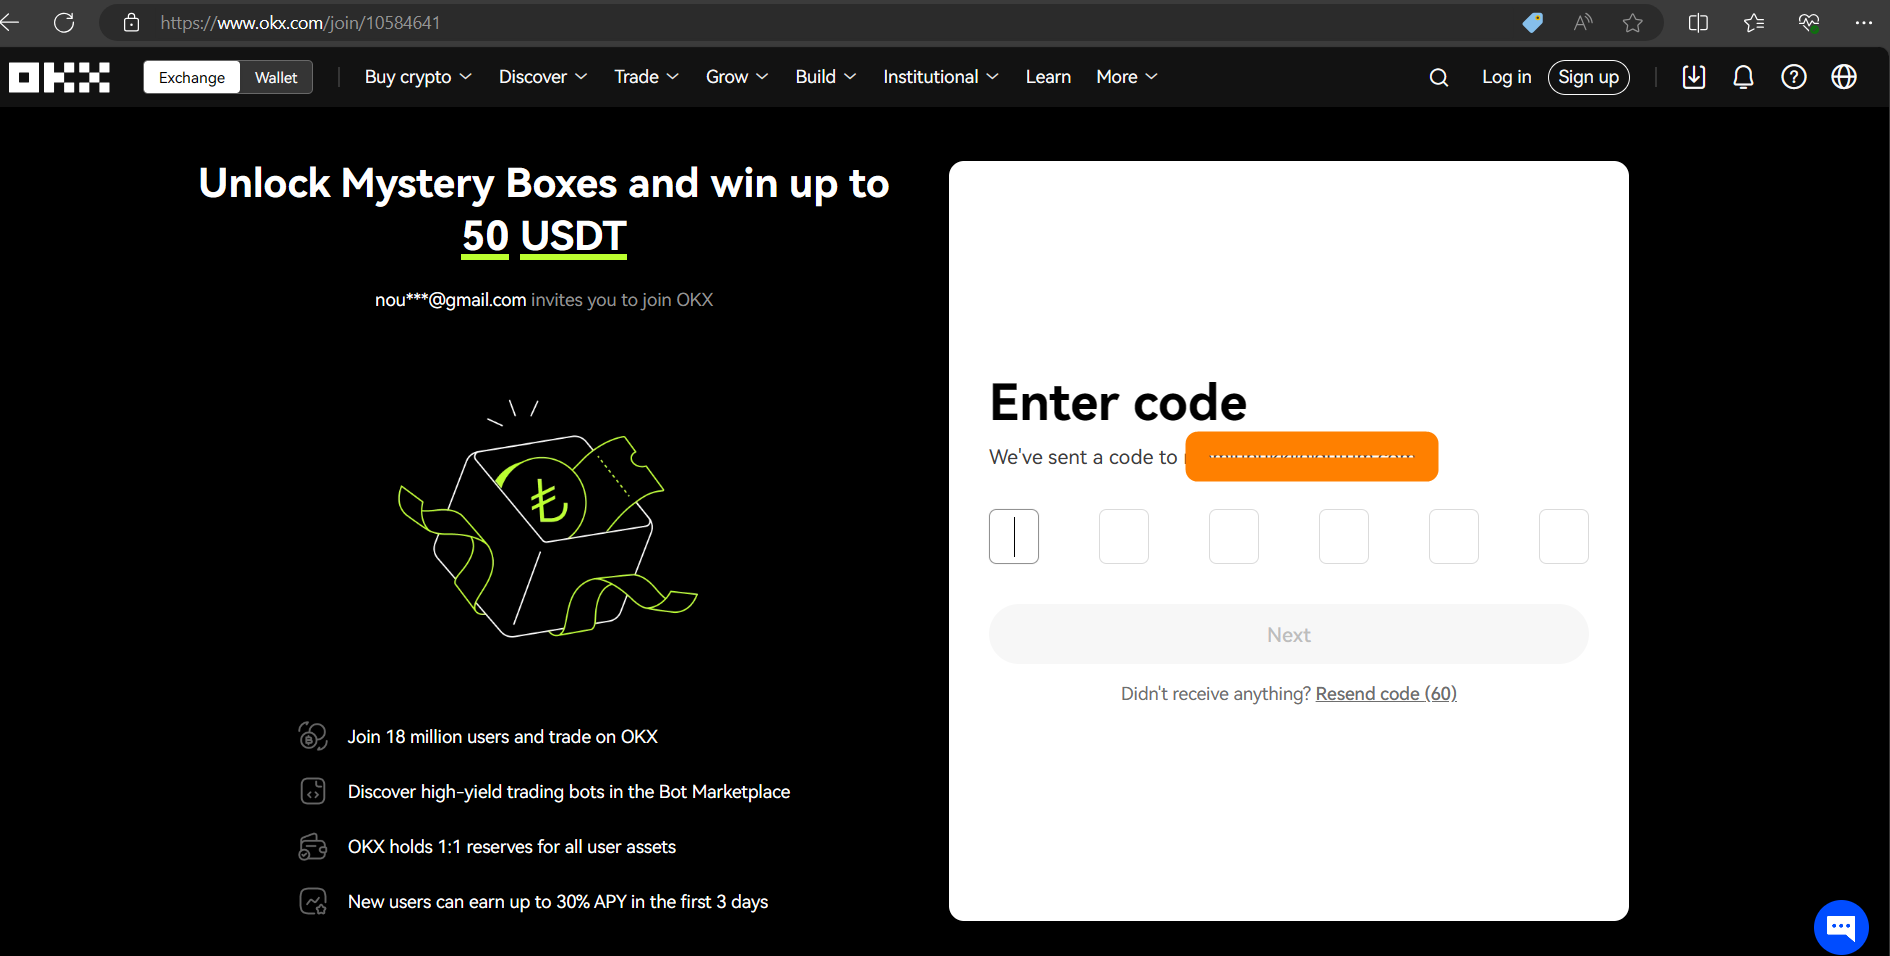 https://www.okx.com/join/10584641
OKX
Exchange
Wallet
Buy crypto
Discover
Trade
Grow
Build
Institutional
Learn
More
Log in
Sign up
Unlock Mystery Boxes and win up to
50 USDT
nou***@gmail.com invites you to join OKX
Join 18 million users and trade on OKX
Discover high-yield trading bots in the Bot Marketplace
OKX holds 1:1 reserves for all user assets
New users can earn up to 30% APY in the first 3 days
Enter code
We've sent a code to
Next
Didn't receive anything? Resend code (60)